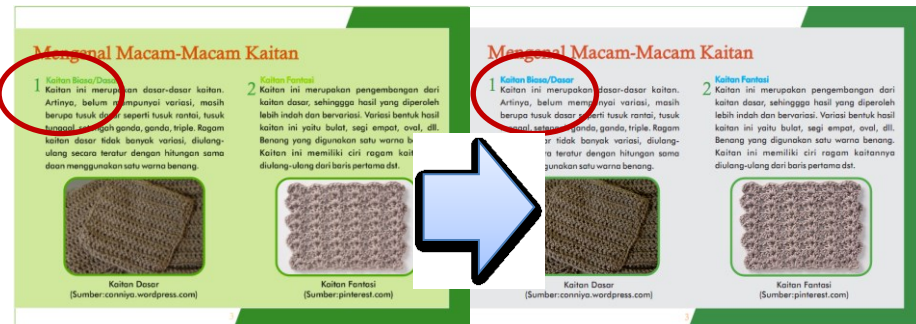 Mengenal Macam-Macam Kaitan
1 Kaitan Biasa/Dasar
Kaitan ini merupakan dasar-dasar kaitan.
Artinya, belum mempunyai variasi, masih
berupa tusuk dasar seperti tusuk rantai, tusuk
tunggal, setengah ganda, ganda, triple. Ragam
kaitan dasar tidak banyak variasi, diulang-
ulang secara teratur dengan hitungan sama
daan menggunakan satu warna benang.
Kaitan Dasar
(Sumber:conniya.wordpress.com)
2 Kaitan Fantasi
Kaitan ini merupakan pengembangan dari
kaitan dasar, sehinggga hasil yang diperoleh
lebih indah dan bervariasi. Variasi bentuk hasil
kaitan ini yaitu bulat, segi empat, oval, dll.
Benang yang digunakan satu warna
Kaitan ini memiliki ciri ragam
diulang-ulang dari baris pertama dst.
Kaitan Fantasi
(Sumber:pinterest.com)
3
Mengenal Macam-Macam Kaitan
1 Kaitan Biasa/Dasar
Kaitan ini merupakan dasar-dasar kaitan.
Artinya, belum mempunyai variasi, masih
berupa tusuk dasar seperti tusuk rantai, tusuk
tunggal, setengah ganda, ganda, triple. Ragam
tidak banyak variasi, diulang-
teratur dengan hitungan sama
satu warna benang.
Kaitan Dasar
(Sumber:conniya.wordpress.com)
2 Kaitan Fantasi
Kaitan ini merupakan pengembangan dari
kaitan dasar, sehinggga hasil yang diperoleh
lebih indah dan bervariasi. Variasi bentuk hasil
kaitan ini yaitu bulat, segi empat, oval, dll.
Benang yang digunakan satu warna benang.
Kaitan ini memiliki ciri ragam kaitannya
diulang-ulang dari baris pertama dst.
Kaitan Fantasi
(Sumber:pinterest.com)
3